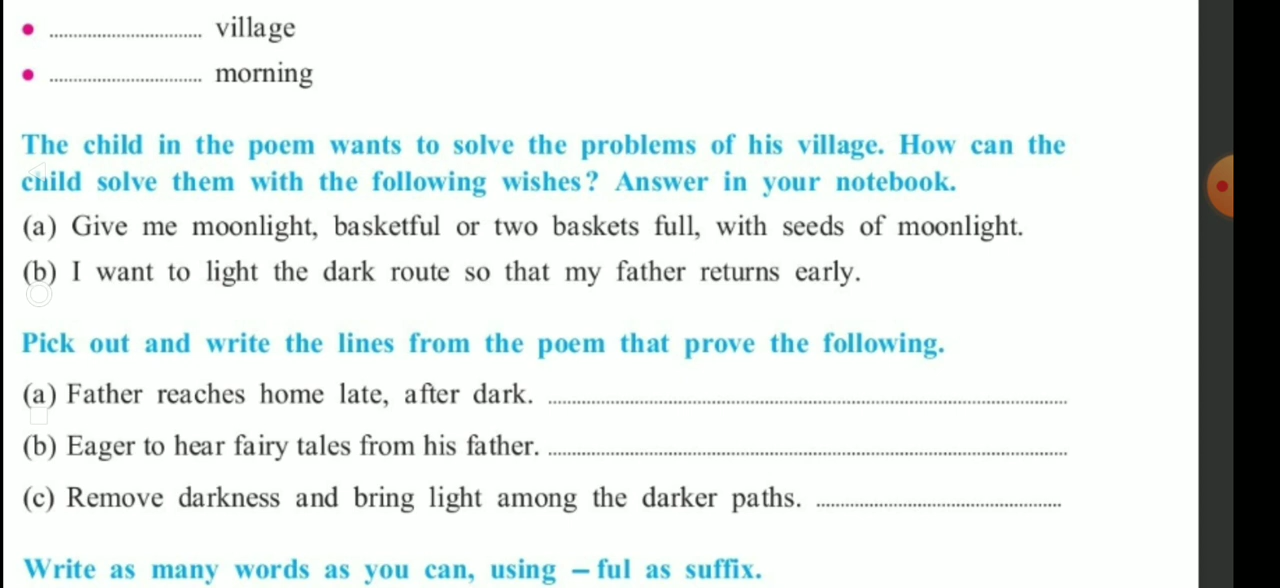 • .............................. village
• .............................. morning
The child in the poem wants to solve the problems of his village. How can the
child solve them with the following wishes? Answer in your notebook.
(a) Give me moonlight, basketful or two baskets full, with seeds of moonlight.
(b) I want to light the dark route so that my father returns early.
Pick out and write the lines from the poem that prove the following.
(a) Father reaches home late, after dark. ..............................
(b) Eager to hear fairy tales from his father. ..............................
(c) Remove darkness and bring light among the darker paths. ..............................
Write as many words as you can, using – ful as suffix.